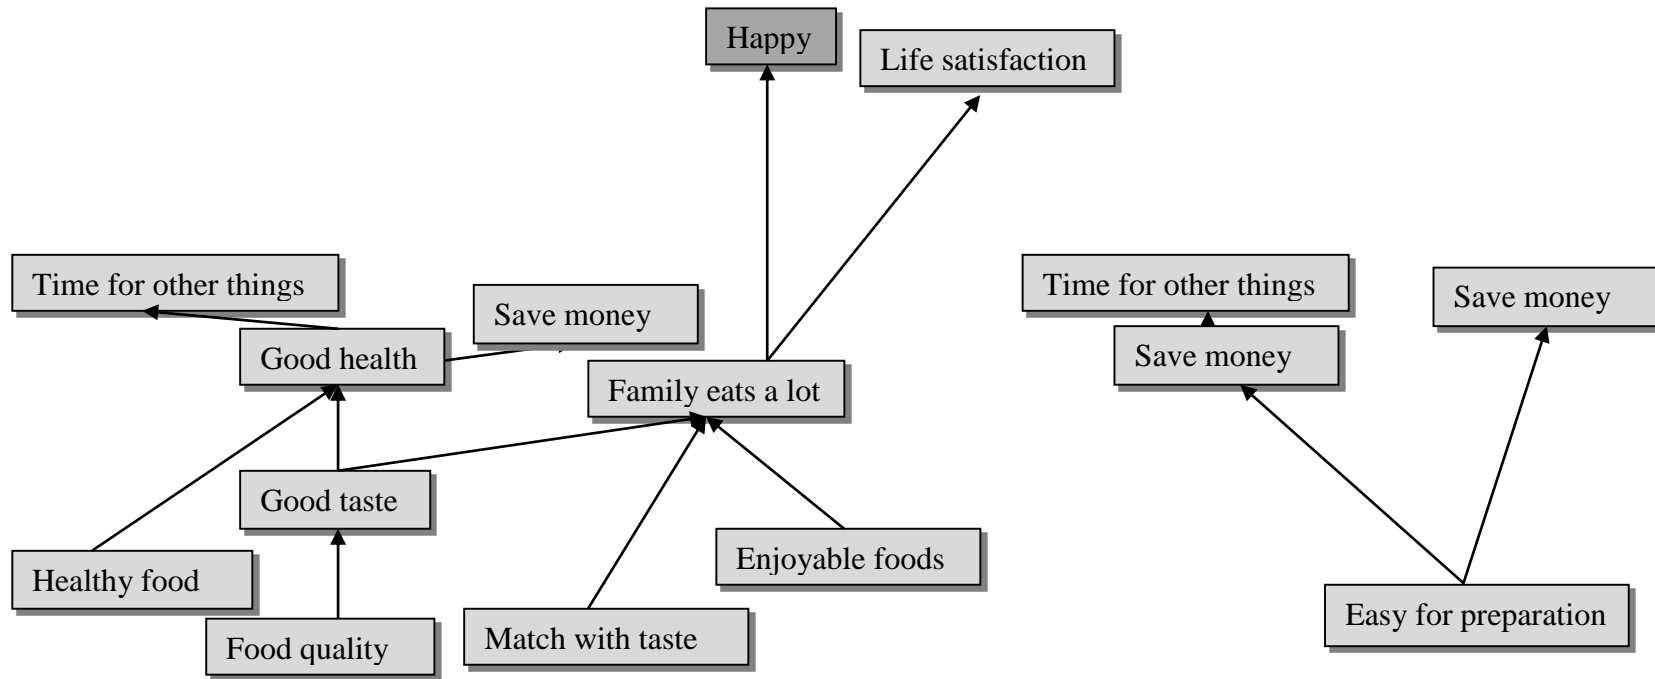 Happy
Life satisfaction
Time for other things
Save money
Time for other things
Save money
Good health
Save money
Family eats a lot
Good taste
Enjoyable foods
Healthy food
Easy for preparation
Food quality
Match with taste